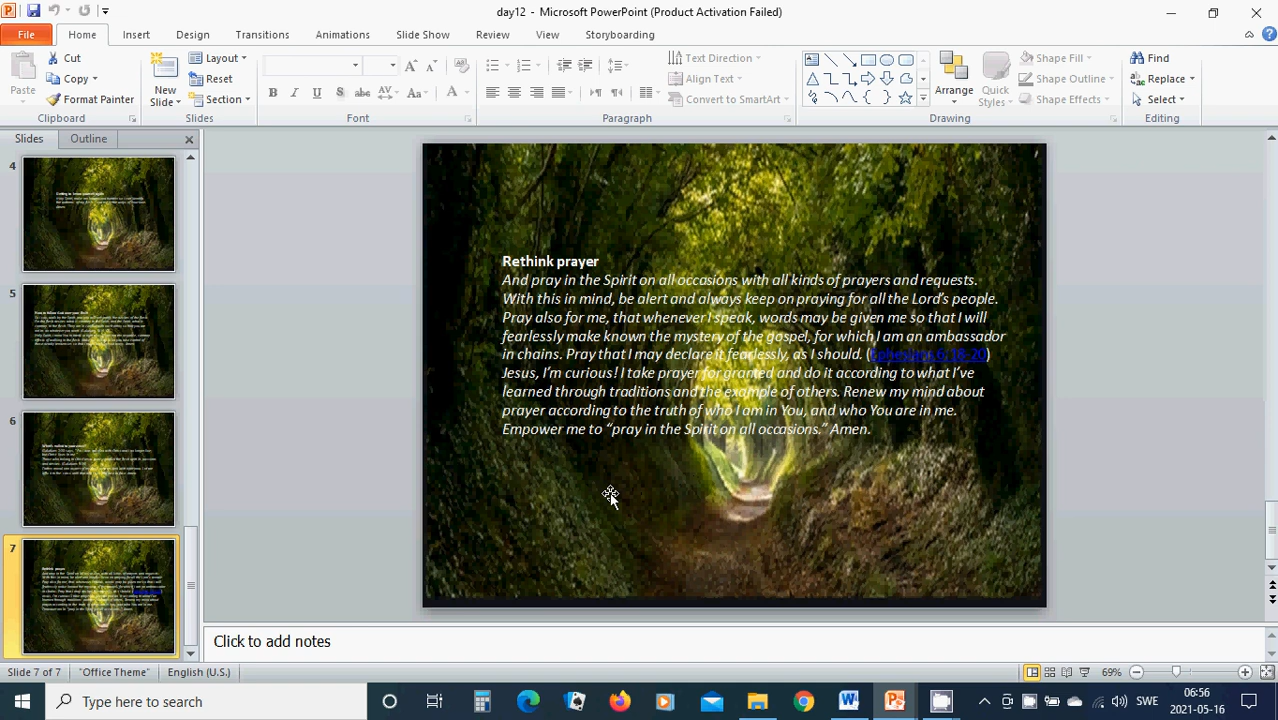 day12 - Microsoft PowerPoint (Product Activation Failed)
File Home Insert Design Transitions Animations Slide Show Review View Storyboarding
Paste
Cut
Copy
Format Painter
Clipboard
New
Slide
Layout
Reset
Section
Slides
Font
Text Direction
Align Text
Convert to SmartArt
Paragraph
Arrange
Quick
Styles
Shape Fill
Shape Outline
Shape Effects
Drawing
Find
Replace
Select
Editing
Slides Outline
4
5
6
7
Rethink prayer
And pray in the Spirit on all occasions with all kinds of prayers and requests.
With this in mind, be alert and always keep on praying for all the Lord's people.
Pray also for me, that whenever I speak, words may be given me so that I will
fearlessly make known the mystery of the gospel, for which I am an ambassador
in chains. Pray that I may declare it fearlessly, as I should. (Ephesians 6:18-20)
Jesus, I'm curious! I take prayer for granted and do it according to what I've
learned through traditions and the example of others. Renew my mind about
prayer according to the truth of who I am in You, and who You are in me.
Empower me to “pray in the Spirit on all occasions.” Amen.
Click to add notes
Slide 7 of 7 "Office Theme" English (U.S.) 69%
Type here to search
SWE
06:56
2021-05-16